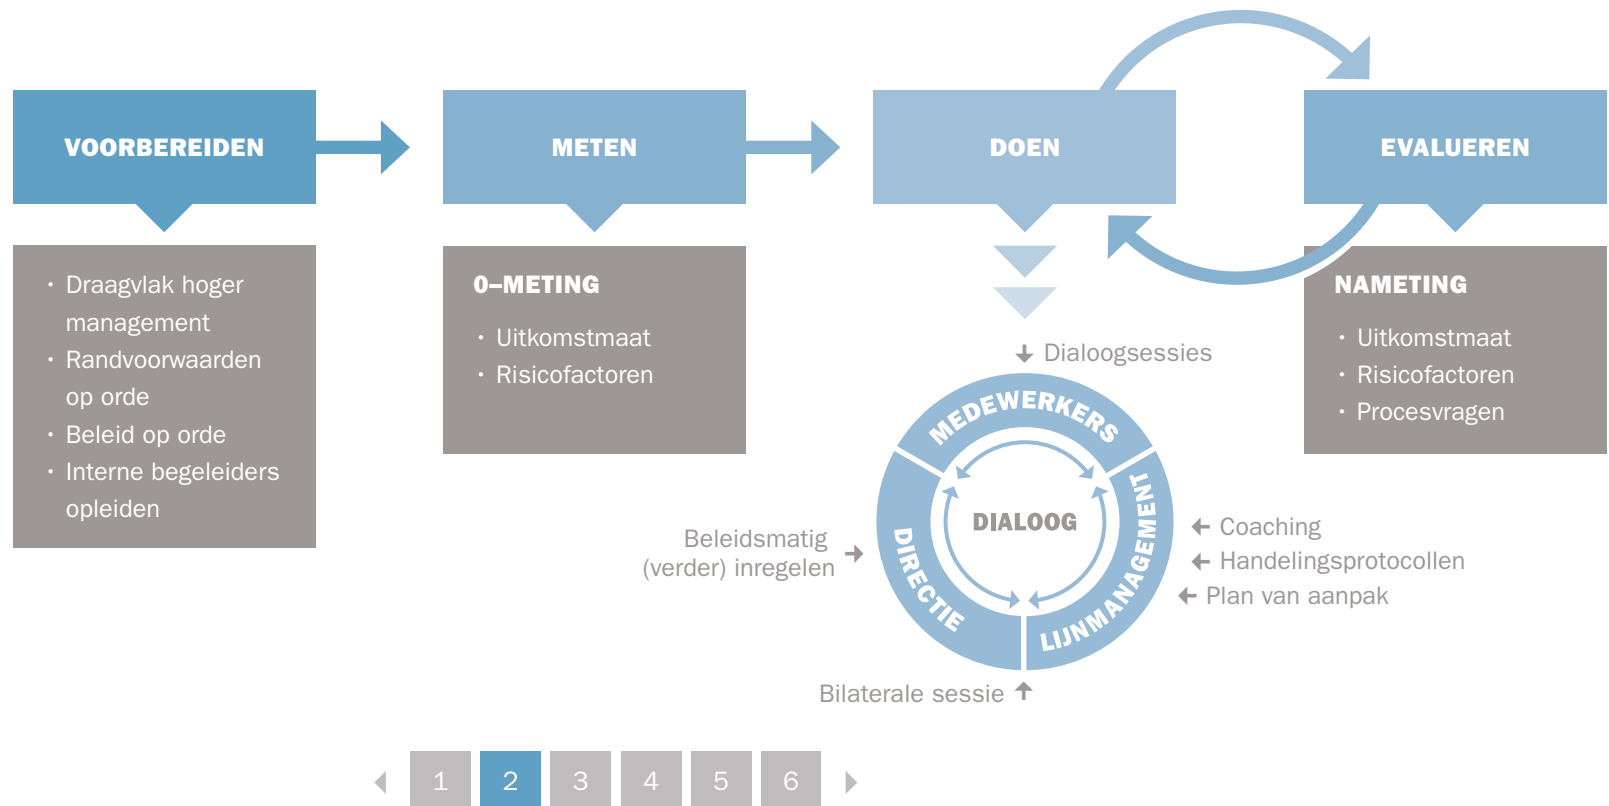 VOORBEREIDEN
METEN
DOEN
EVALUEREN
· Draagvlak hoger
management
· Randvoorwaarden
op orde
· Beleid op orde
· Interne begeleiders
opleiden
0–METING
· Uitkomstmaat
· Risicofactoren
NAMETING
· Uitkomstmaat
· Risicofactoren
· Procesvragen
Dialoogsessies
MEDEWERKERS
LIJNMANAGEMENT
DIRECTIE
DIALOOG
Beleidsmatig
(verder) inregelen
Coaching
Handelingsprotocollen
Plan van aanpak
Bilaterale sessie
1 2 3 4 5 6